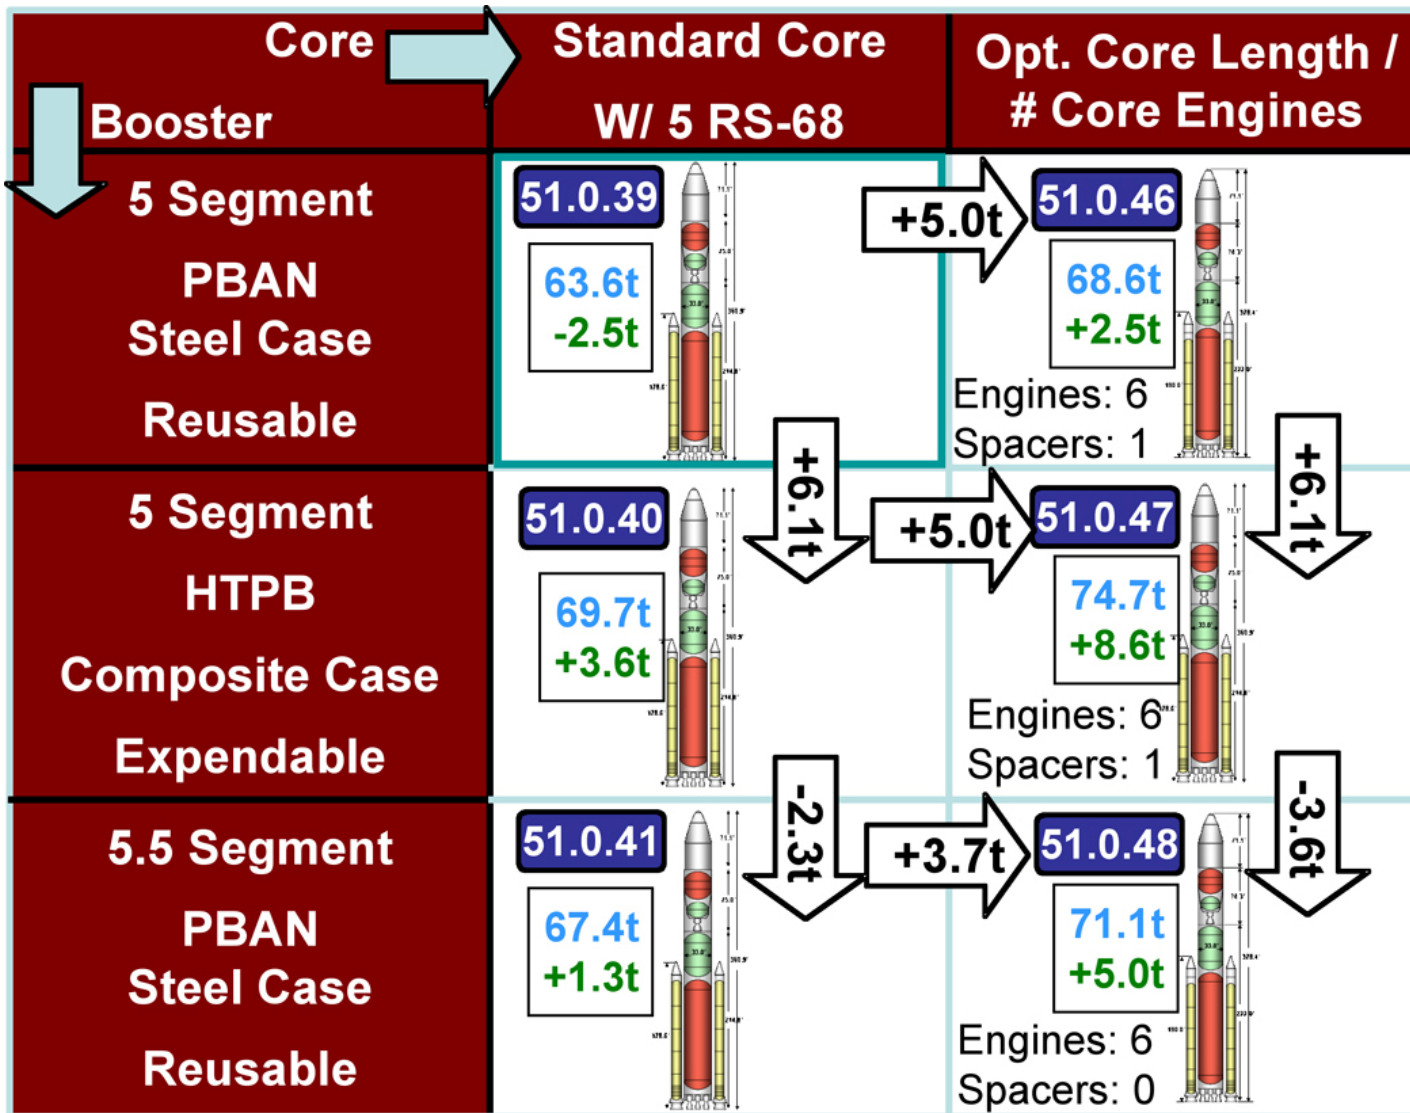 Core
Booster
Standard Core
W/ 5 RS-68
Opt. Core Length /
# Core Engines
5 Segment
PBAN
Steel Case
Reusable
51.0.39
63.6t
-2.5t
+5.0t
51.0.46
68.6t
+2.5t
Engines: 6
Spacers: 1
+6.1t
+6.1t
5 Segment
HTPB
Composite Case
Expendable
51.0.40
69.7t
+3.6t
+5.0t
51.0.47
74.7t
+8.6t
Engines: 6
Spacers: 1
-2.3t
-3.6t
5.5 Segment
PBAN
Steel Case
Reusable
51.0.41
67.4t
+1.3t
+3.7t
51.0.48
71.1t
+5.0t
Engines: 6
Spacers: 0